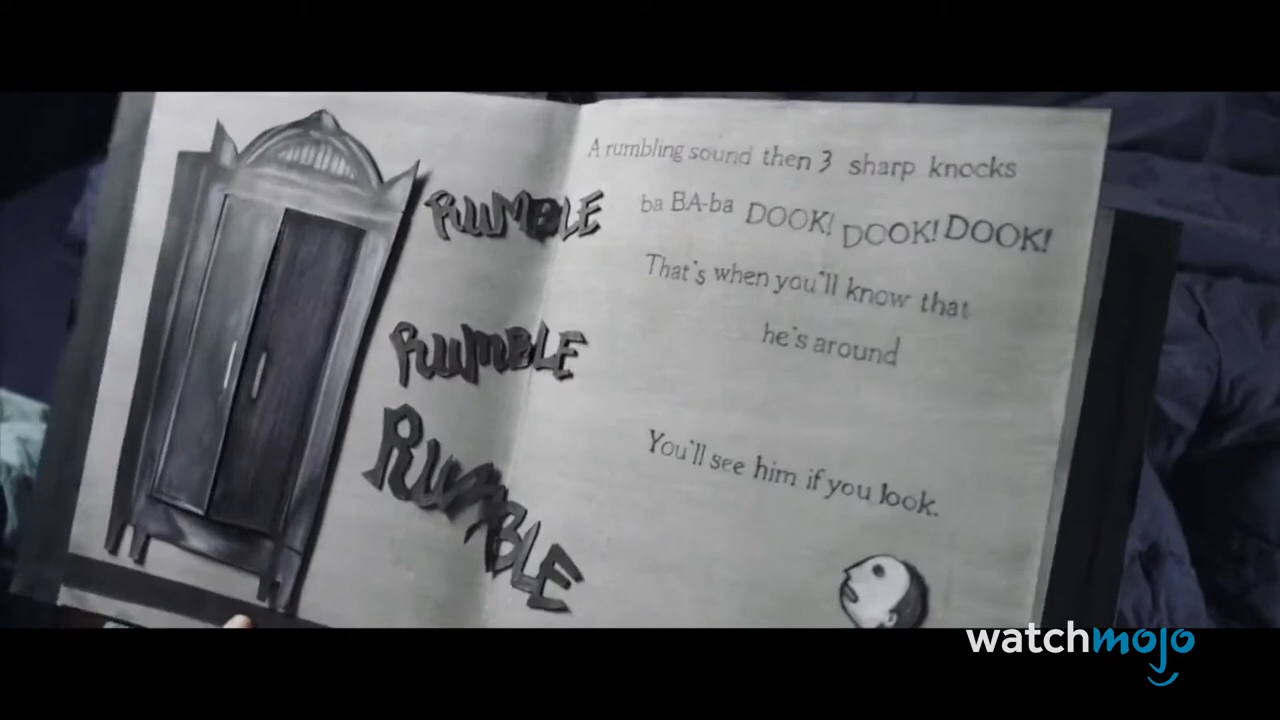 RUMBLE
RUMBLE
RUMBLE
A rumbling sound then 3 sharp knocks
ba BA-ba DOOK! DOOK! DOOK!
That's when you'll know that
he's around
You'll see him if you look.
watchmojo